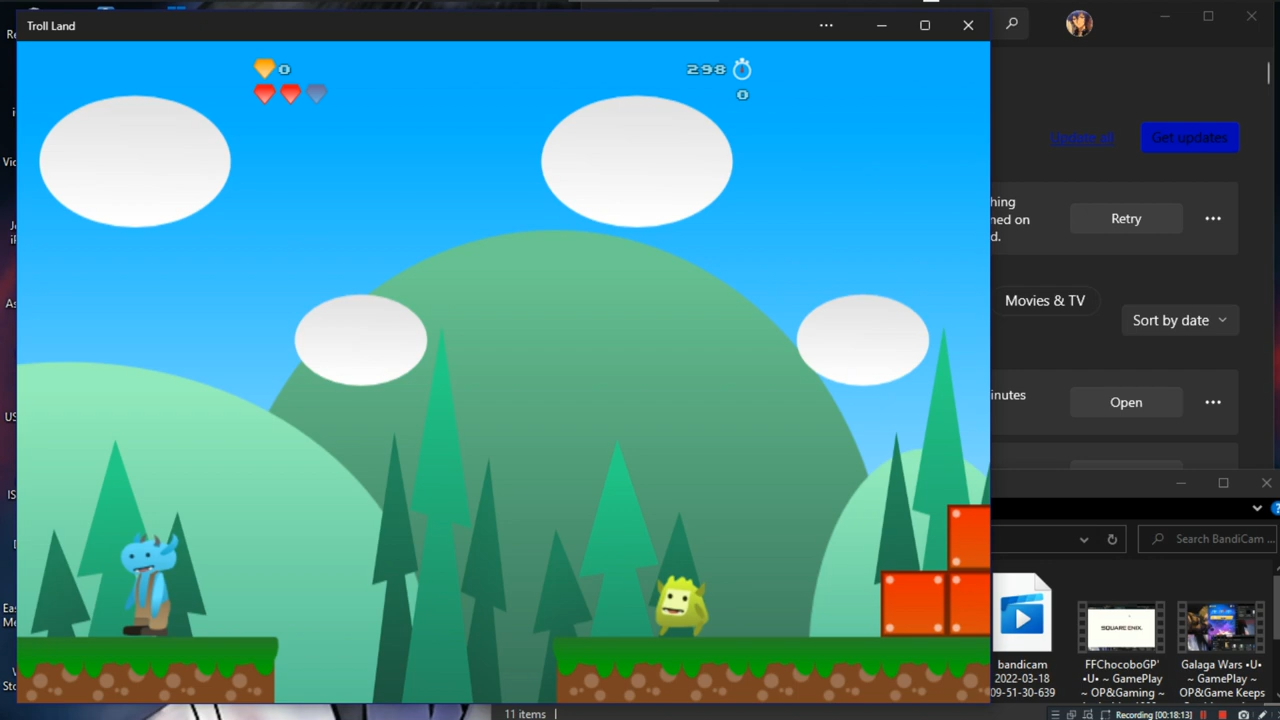 Troll Land
0
298
0
Update all
Get updates
hing
ned on
d.
Retry
Movies & TV
Sort by date
inutes
Open
Search BandiCam ...
SQUARE ENIX.
bandicam
2022-03-18
09-51-30-639
FFChocoboGP'
•U• ~ GamePlay
~ OP&Gaming ~
Galaga Wars •U•
~ GamePlay ~
OP&Game Keeps
11 items
Recording [00:18:13]